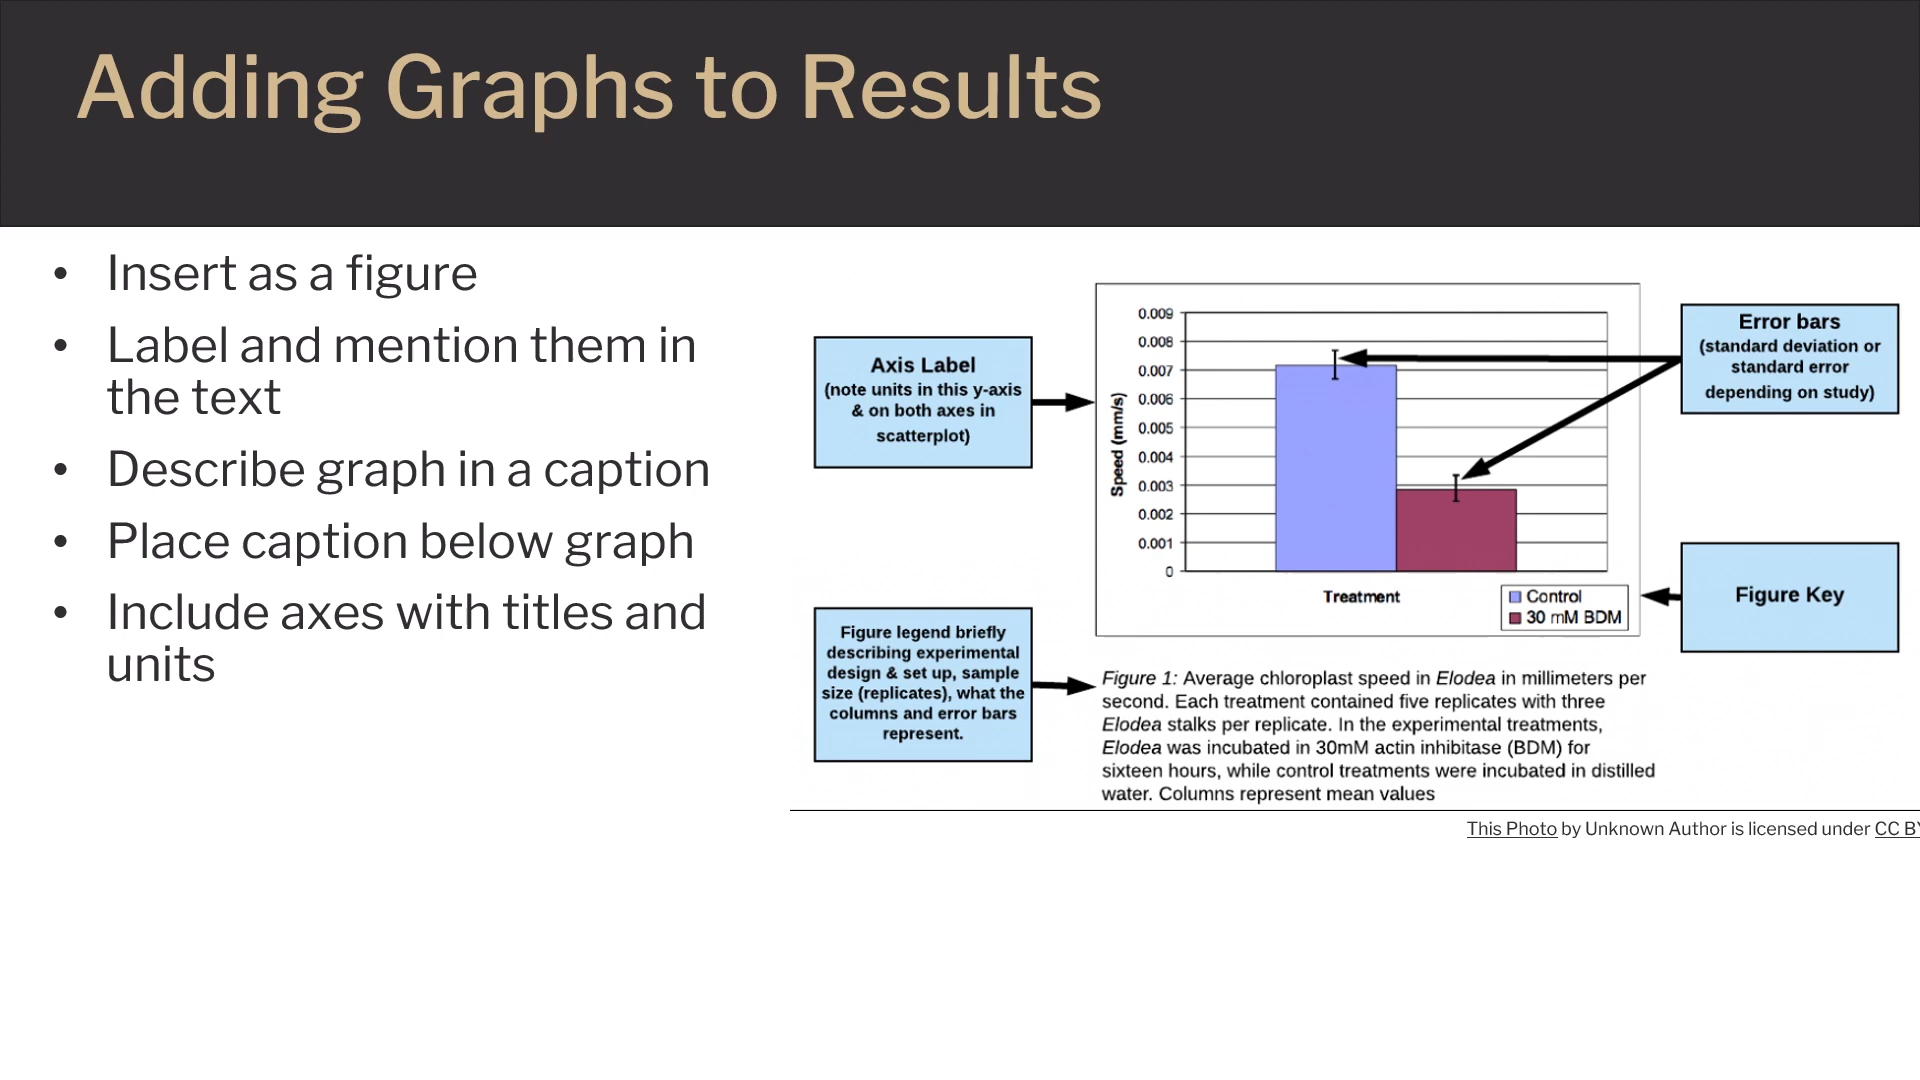 Adding Graphs to Results
• Insert as a figure
• Label and mention them in
the text
• Describe graph in a caption
• Place caption below graph
• Include axes with titles and
units
Axis Label
(note units in this y-axis
& on both axes in
scatterplot)
Figure legend briefly
describing experimental
design & set up, sample
size (replicates), what the
columns and error bars
represent.
Speed (mm/s)
0.009
0.008
0.007
0.006
0.005
0.004
0.003
0.002
0.001
0
Treatment
Control
30 mM BDM
Error bars
(standard deviation or
standard error
depending on study)
Figure Key
Figure 1: Average chloroplast speed in Elodea in millimeters per
second. Each treatment contained five replicates with three
Elodea stalks per replicate. In the experimental treatments,
Elodea was incubated in 30mM actin inhibitase (BDM) for
sixteen hours, while control treatments were incubated in distilled
water. Columns represent mean values
This Photo by Unknown Author is licensed under CC BY